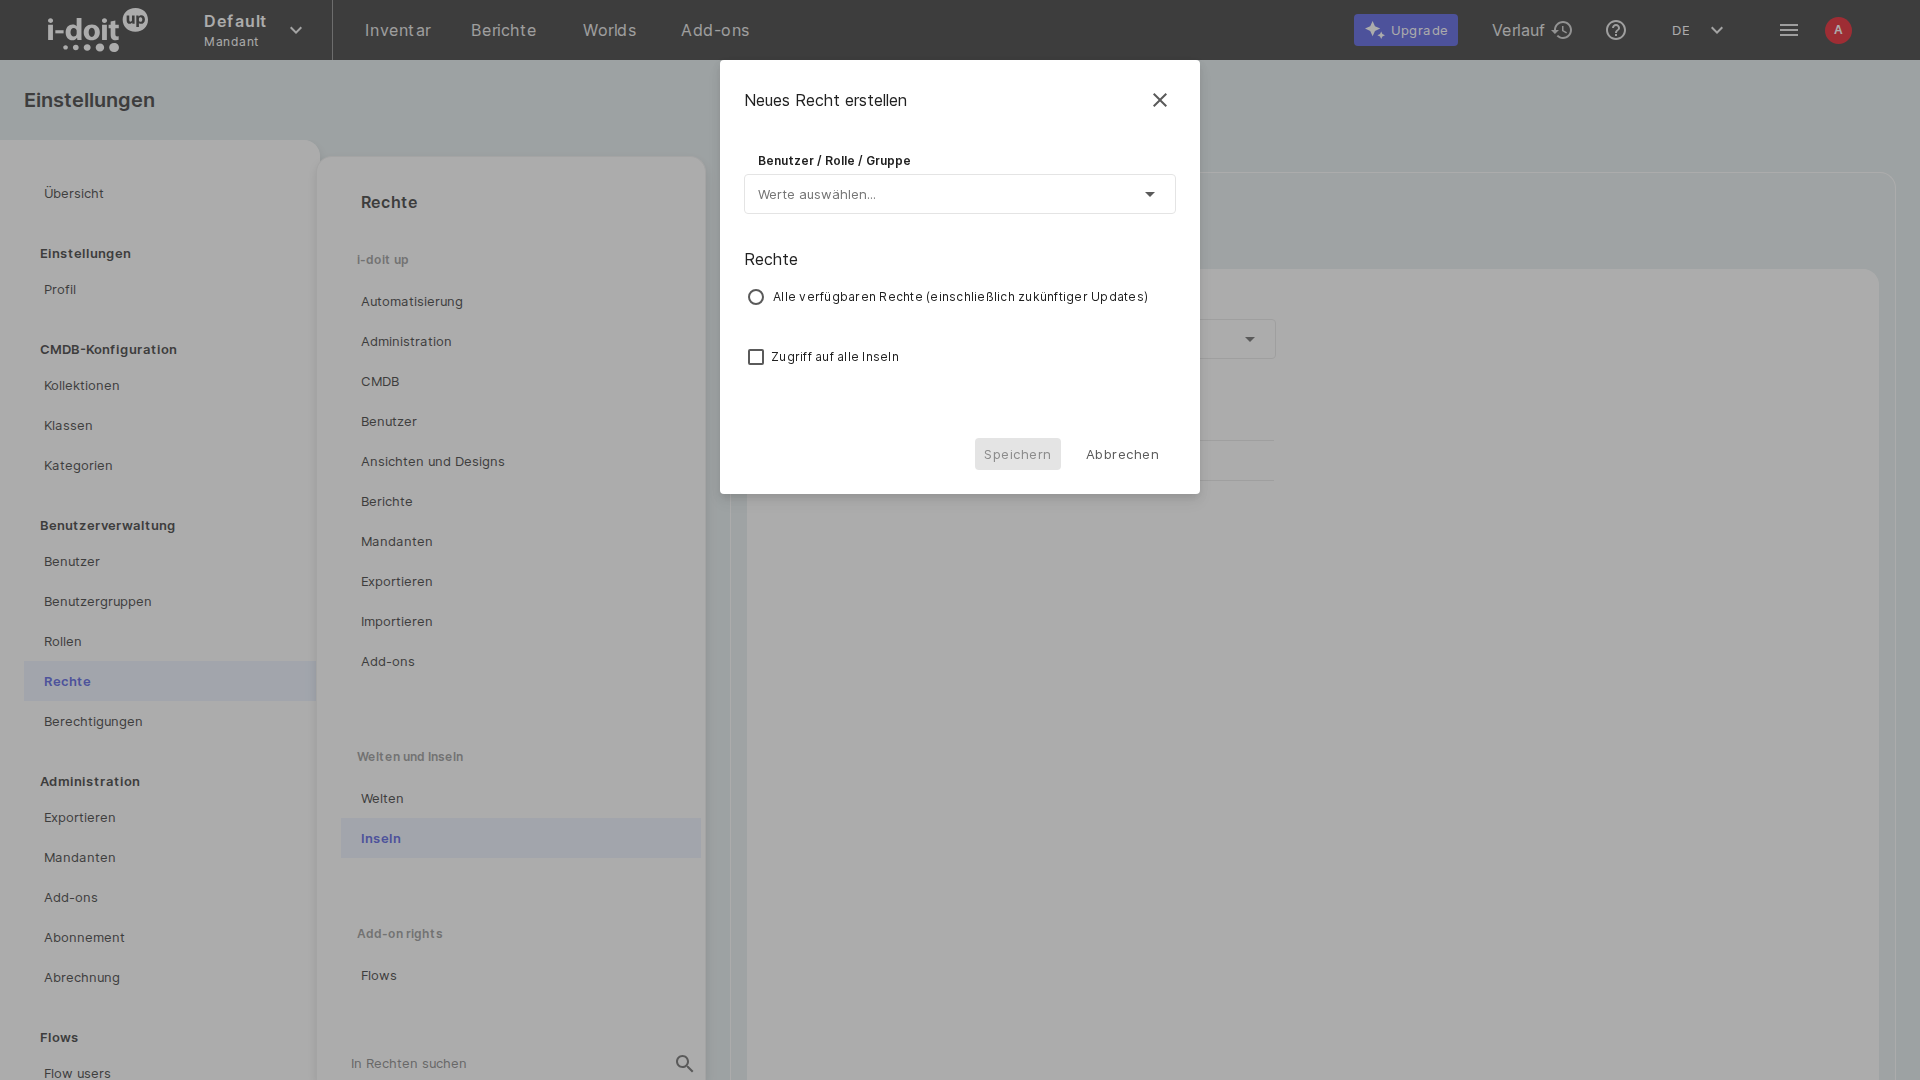 i-doit up
Default
Mandant
Inventar
Berichte
Worlds
Add-ons
Upgrade
Verlauf
DE
A
Einstellungen
Übersicht
Einstellungen
Profil
CMDB-Konfiguration
Kollektionen
Klassen
Kategorien
Benutzerverwaltung
Benutzer
Benutzergruppen
Rollen
Rechte
Berechtigungen
Administration
Exportieren
Mandanten
Add-ons
Abonnement
Abrechnung
Flows
Flow users
Rechte
i-doit up
Automatisierung
Administration
CMDB
Benutzer
Ansichten und Designs
Berichte
Mandanten
Exportieren
Importieren
Add-ons
Welten und Inseln
Welten
Inseln
Add-on rights
Flows
In Rechten suchen
Neues Recht erstellen
Benutzer / Rolle / Gruppe
Werte auswählen...
Rechte
Alle verfügbaren Rechte (einschließlich zukünftiger Updates)
Zugriff auf alle Inseln
Speichern
Abbrechen